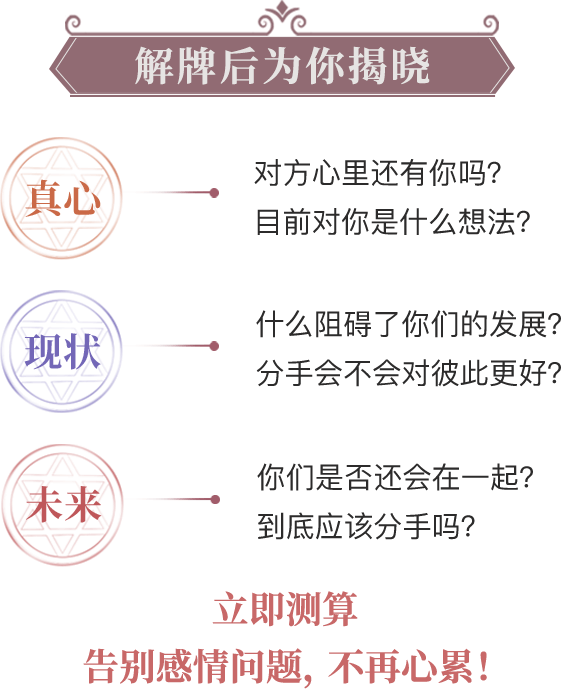 解牌后为你揭晓
真心
对方心里还有你吗?
目前对你是什么想法?
现状
什么阻碍了你们的发展?
分手会不会对彼此更好?
未来
你们是否还会在一起?
到底应该分手吗?
立即测算
告别感情问题, 不再心累!